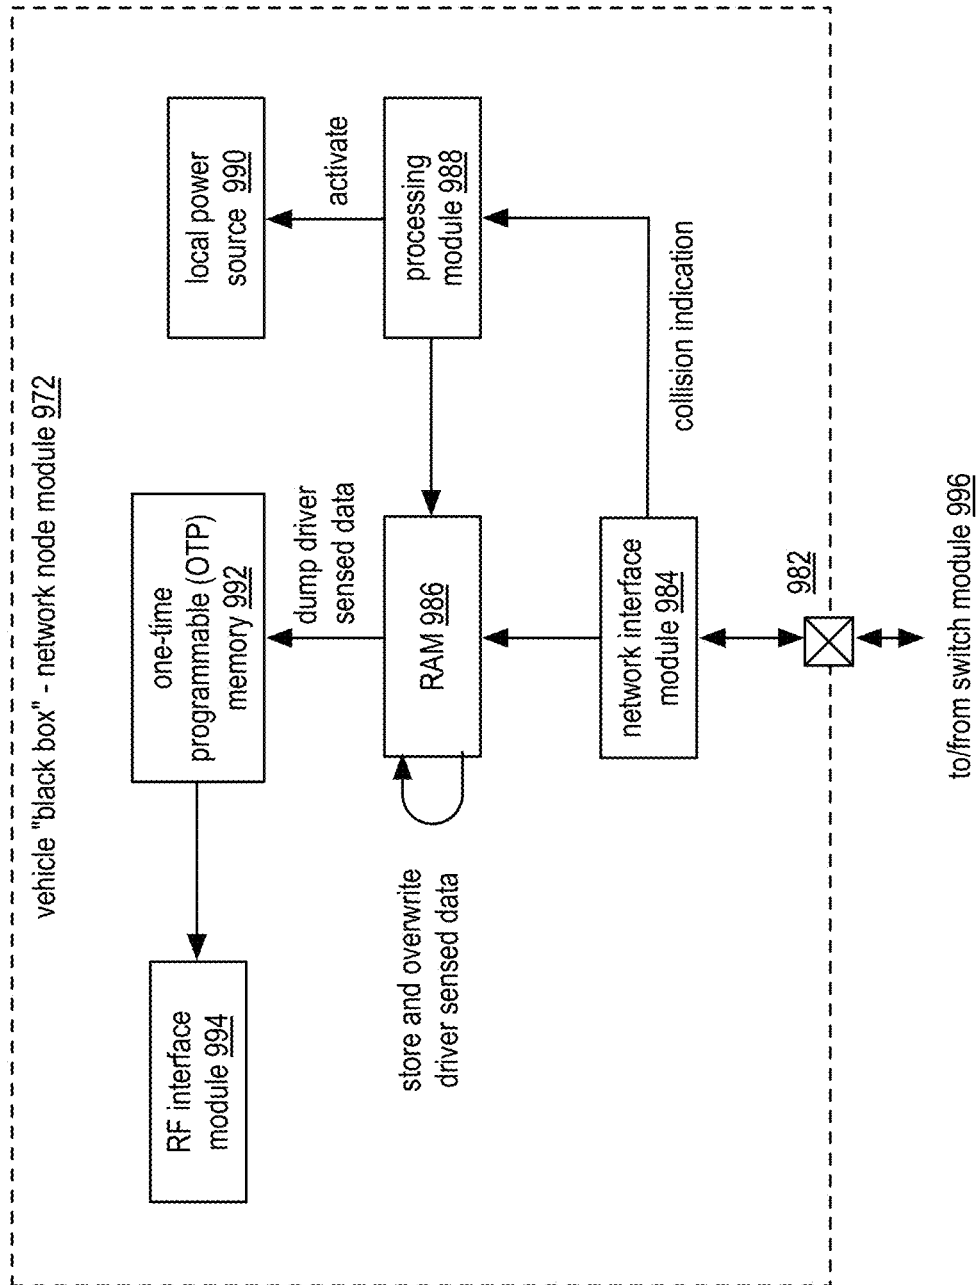 vehicle "black box" - network node module 972
RF interface
module 994
one-time
programmable (OTP)
memory 992
local power
source 990
dump driver
sensed data
activate
store and overwrite
driver sensed data
RAM 986
processing
module 988
network interface
module 984
collision indication
982
to/from switch module 996